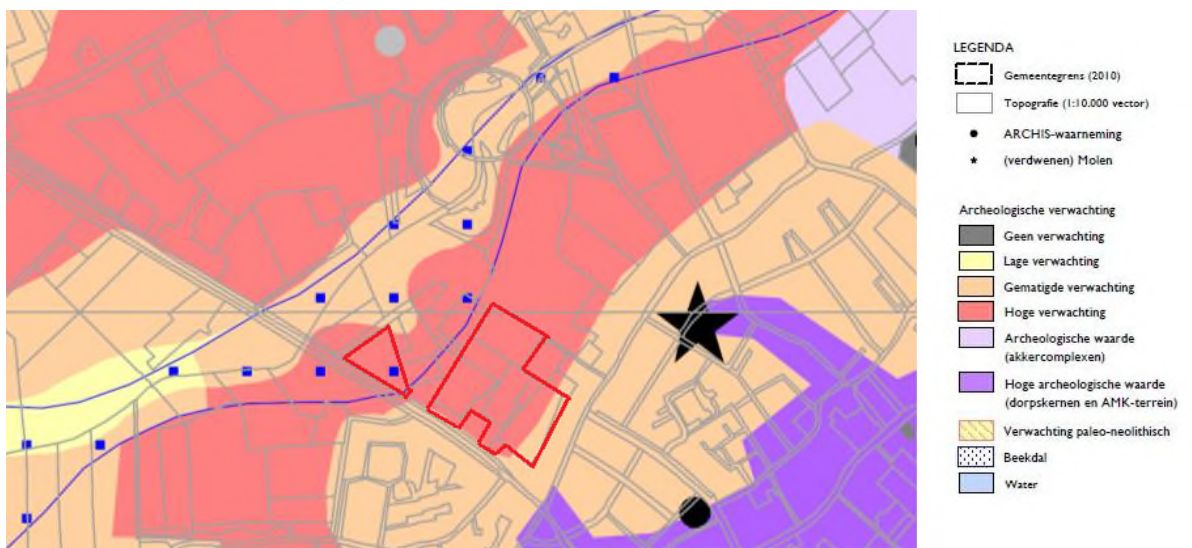 LEGENDA
Gemeentegrens (2010)
Topografie (1:10.000 vector)
ARCHIS-waarneming
(verdwenen) Molen
Archeologische verwachting
Geen verwachting
Lage verwachting
Gematigde verwachting
Hoge verwachting
Archeologische waarde
(akkercomplexen)
Hoge archeologische waarde
(dorpskernen en AMK-terrein)
Verwachting paleo-neolithisch
Beekdal
Water